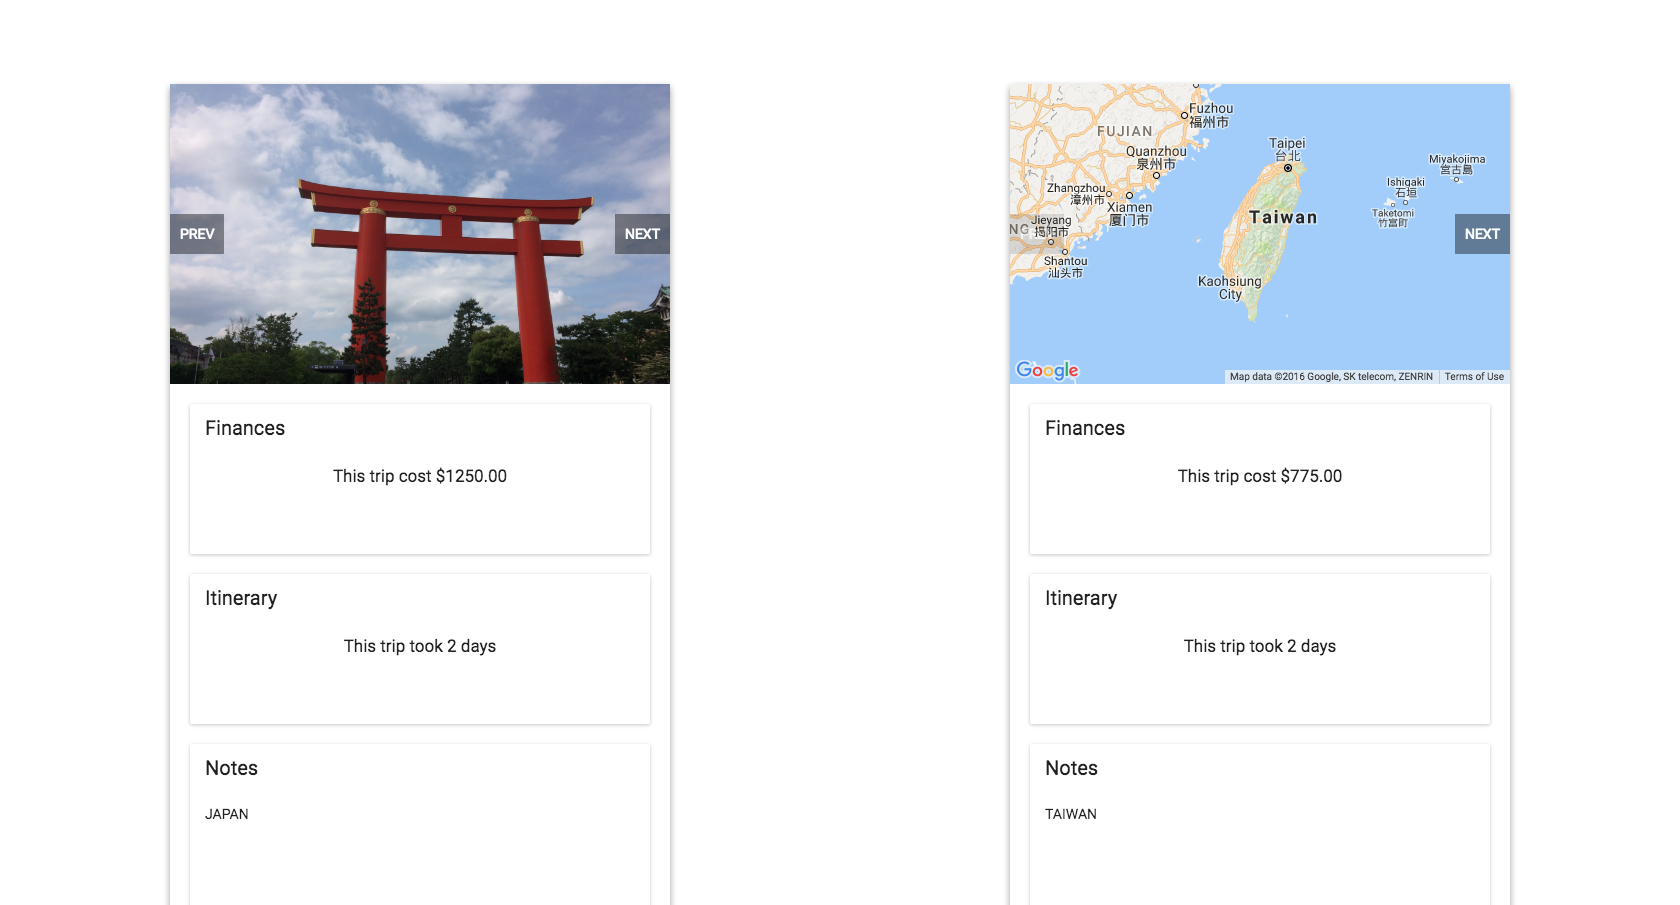 PREV
NEXT
Finances
This trip cost $1250.00
Itinerary
This trip took 2 days
Notes
JAPAN
Fuzhou
福州市
FUJIAN
Quanzhou
泉州市
Zhangzhou
漳州市
Xiamen
厦门市
Jieyang
揭阳市
NG
Shantou
汕头市
Taipei
台北
Taiwan
Kaohsiung
City
Miyakojima
宮古島
Ishigaki
石垣
Taketomi
竹富町
NEXT
Google
Map data ©2016 Google, SK telecom, ZENRIN
Terms of Use
Finances
This trip cost $775.00
Itinerary
This trip took 2 days
Notes
TAIWAN